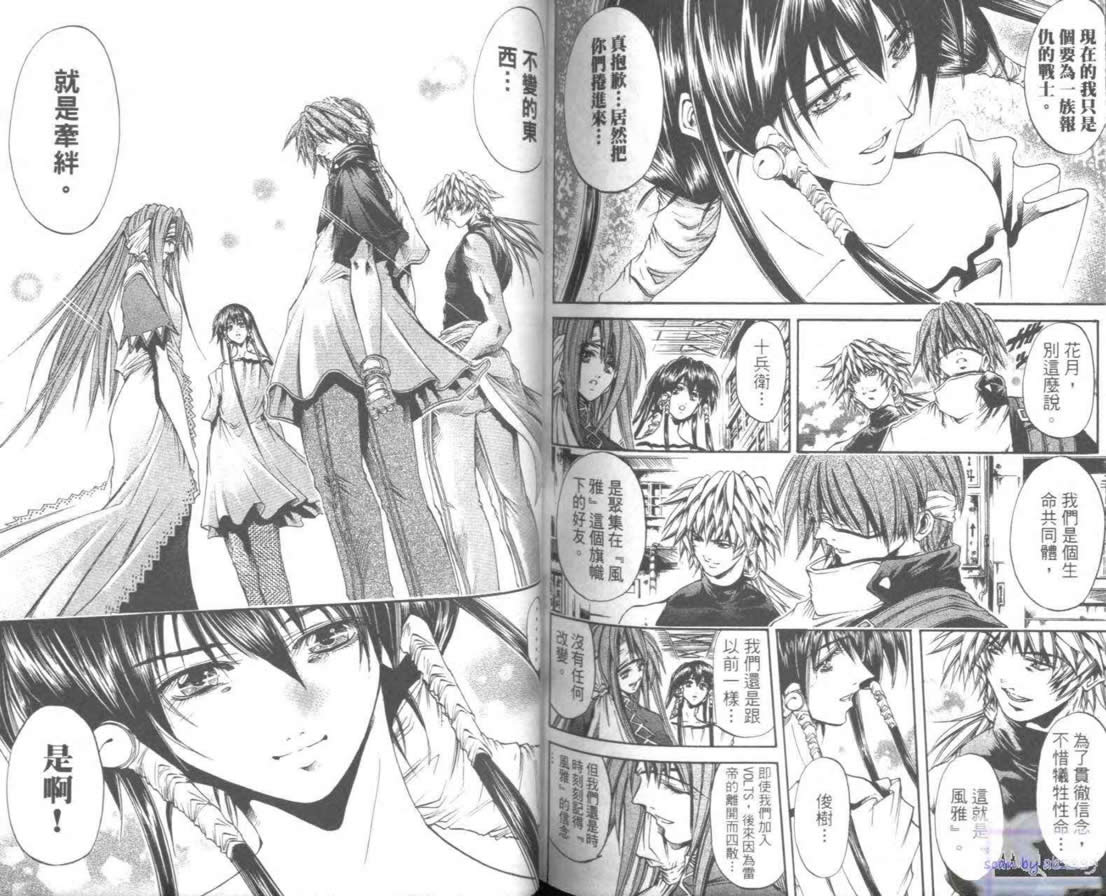 現在的我只是
個要為一族報
仇的戰士。
真抱歉…居然把
你們捲進來…
花月，
別這麼說。
十兵衛…
我們是個生
命共同體，
是聚集在『風
雅』這個旗幟
下的好友。
為了貫徹信念，
不惜犧牲性命…
這就是『
風雅』。
俊樹…
我們還是跟
以前一樣…
沒有任何
改變。
即使我們加入
VOLTS，後來因為雷
帝的離開而四散…
但我們還是時
時刻刻記得『
風雅』的信念
…
不變的東
西…
就是牽絆。
……
是啊！
scan by